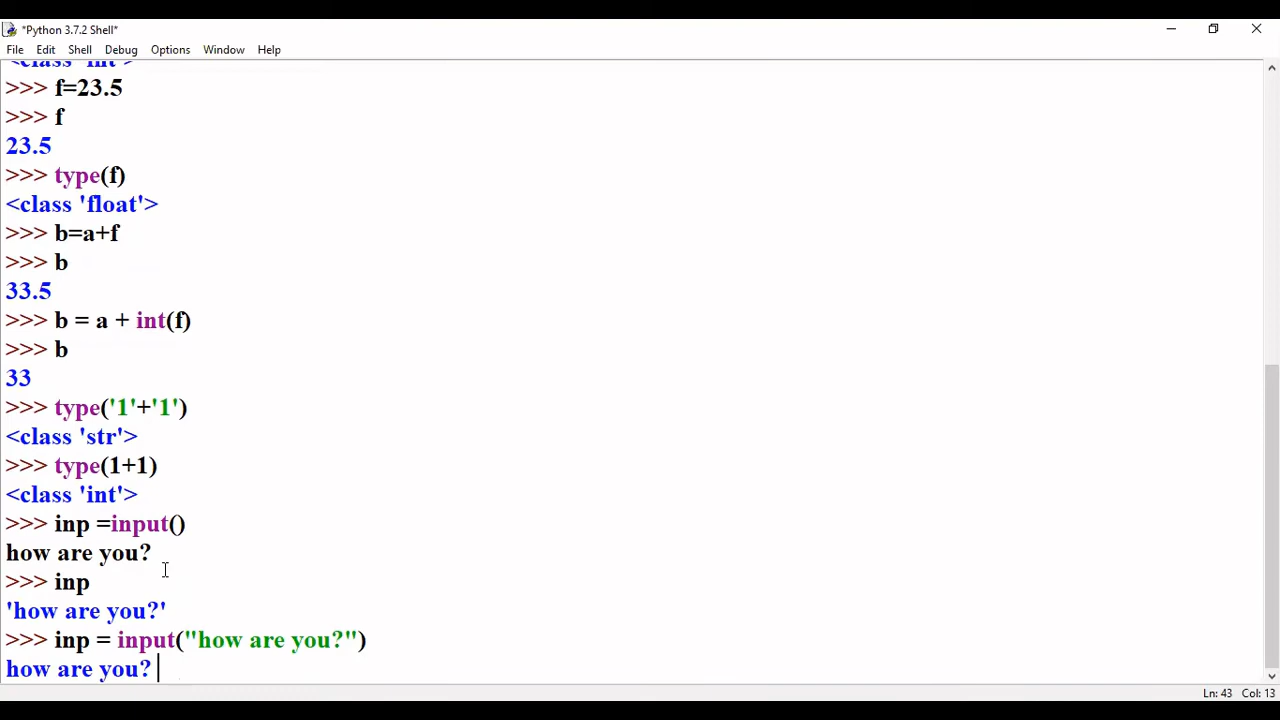 *Python 3.7.2 Shell*
File Edit Shell Debug Options Window Help
<class 'int'>
>>> f=23.5
>>> f
23.5
>>> type(f)
<class 'float'>
>>> b=a+f
>>> b
33.5
>>> b = a + int(f)
>>> b
33
>>> type('1'+'1')
<class 'str'>
>>> type(1+1)
<class 'int'>
>>> inp =input()
how are you?
>>> inp
'how are you?'
>>> inp = input("how are you?")
how are you?
Ln: 43 Col: 13